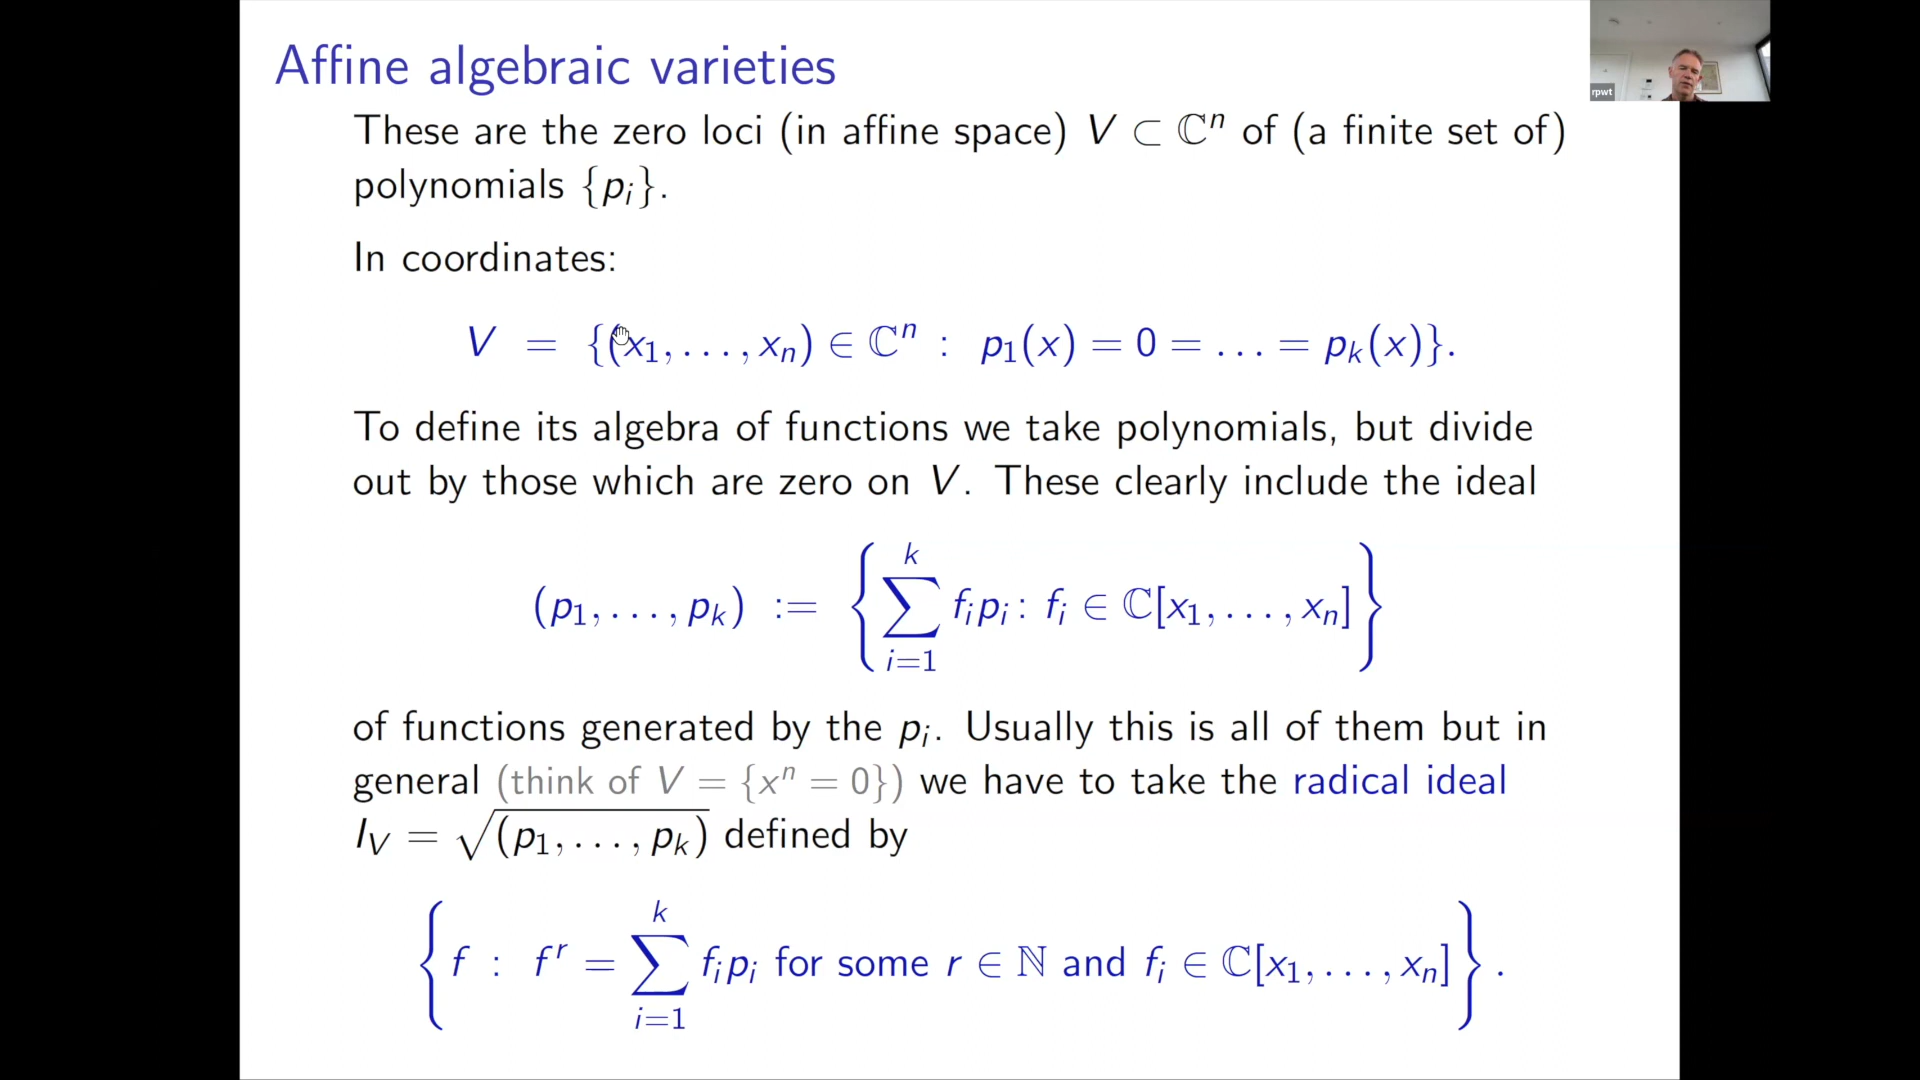 Affine algebraic varieties
rpwt
These are the zero loci (in affine space) V ⊂ ℂⁿ of (a finite set of)
polynomials {pᵢ}.
In coordinates:
V = {(x₁, . . . , xₙ) ∈ ℂⁿ : p₁(x) = 0 = . . . = pₖ(x)}.
To define its algebra of functions we take polynomials, but divide
out by those which are zero on V. These clearly include the ideal
(p₁, . . . , pₖ) := { ∑ᵢ₌₁ᵏ fᵢpᵢ : fᵢ ∈ ℂ[x₁, . . . , xₙ] }
of functions generated by the pᵢ. Usually this is all of them but in
general (think of V = {xⁿ = 0}) we have to take the radical ideal
I_V = √(p₁, . . . , pₖ) defined by
{ f : fʳ = ∑ᵢ₌₁ᵏ fᵢpᵢ for some r ∈ ℕ and fᵢ ∈ ℂ[x₁, . . . , xₙ] } .